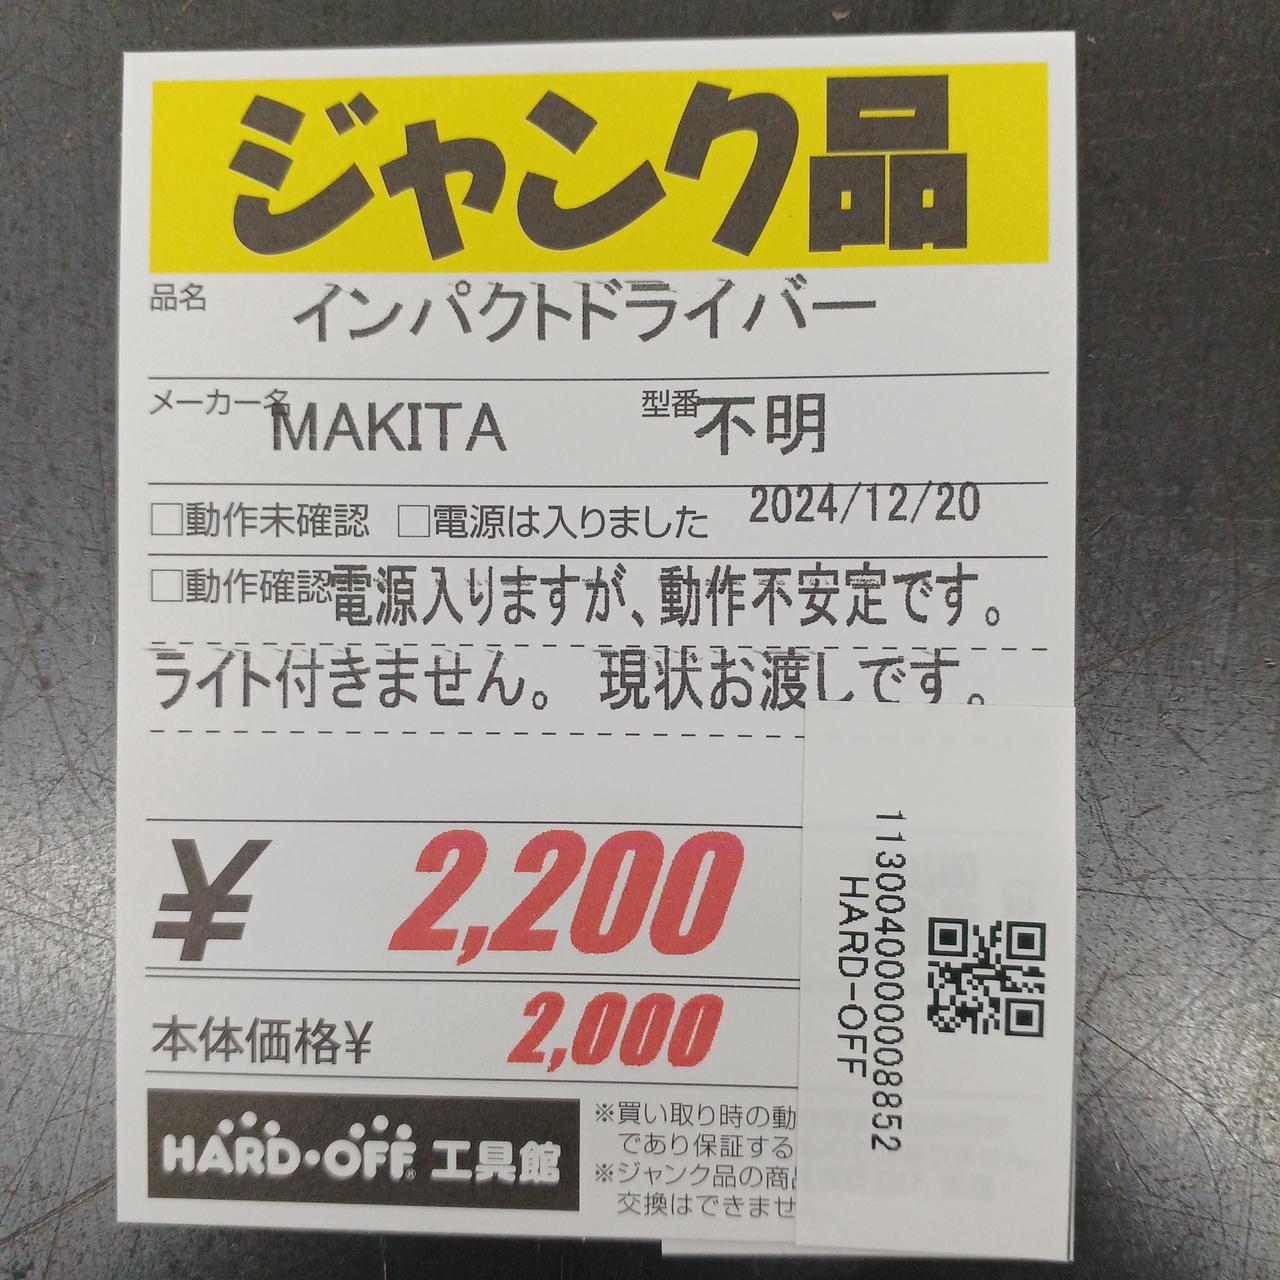 ジャンク品
品名 インパクトドライバー
メーカー名 MAKITA 型番 不明
□動作未確認 □電源は入りました 2024/12/20
□動作確認 電源入りますが、動作不安定です。
ライト付きません。 現状お渡しです。
¥ 2,200
本体価格¥ 2,000
HARD・OFF® 工具館
※買い取り時の動
であり保証する
※ジャンク品の商
交換はできませ
1130040000008852
HARD-OFF